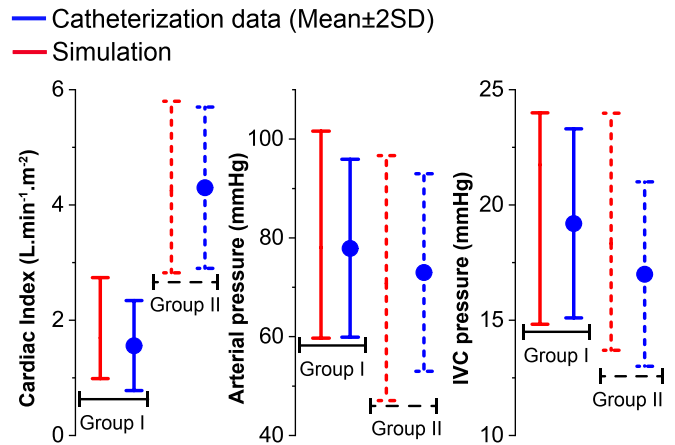 Catheterization data (Mean±2SD)
Simulation
Cardiac Index (L.min⁻¹.m⁻²)
6
4
2
0
Group I
Group II
Arterial pressure (mmHg)
100
80
60
40
Group I
Group II
IVC pressure (mmHg)
25
20
15
10
Group I
Group II